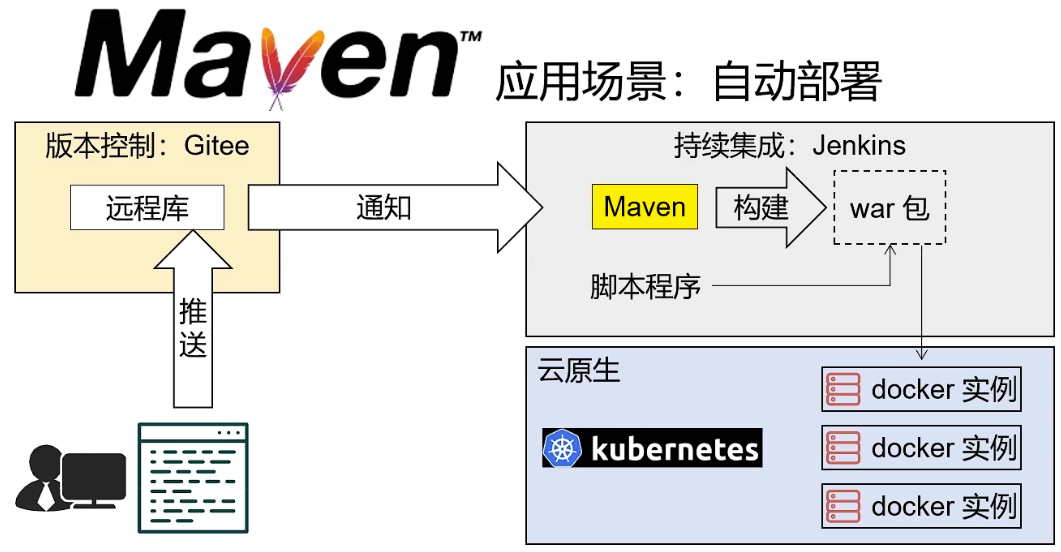 Maven™
应用场景：自动部署
版本控制：Gitee
远程库
推送
通知
持续集成：Jenkins
Maven
构建
war 包
脚本程序
云原生
kubernetes
docker 实例
docker 实例
docker 实例